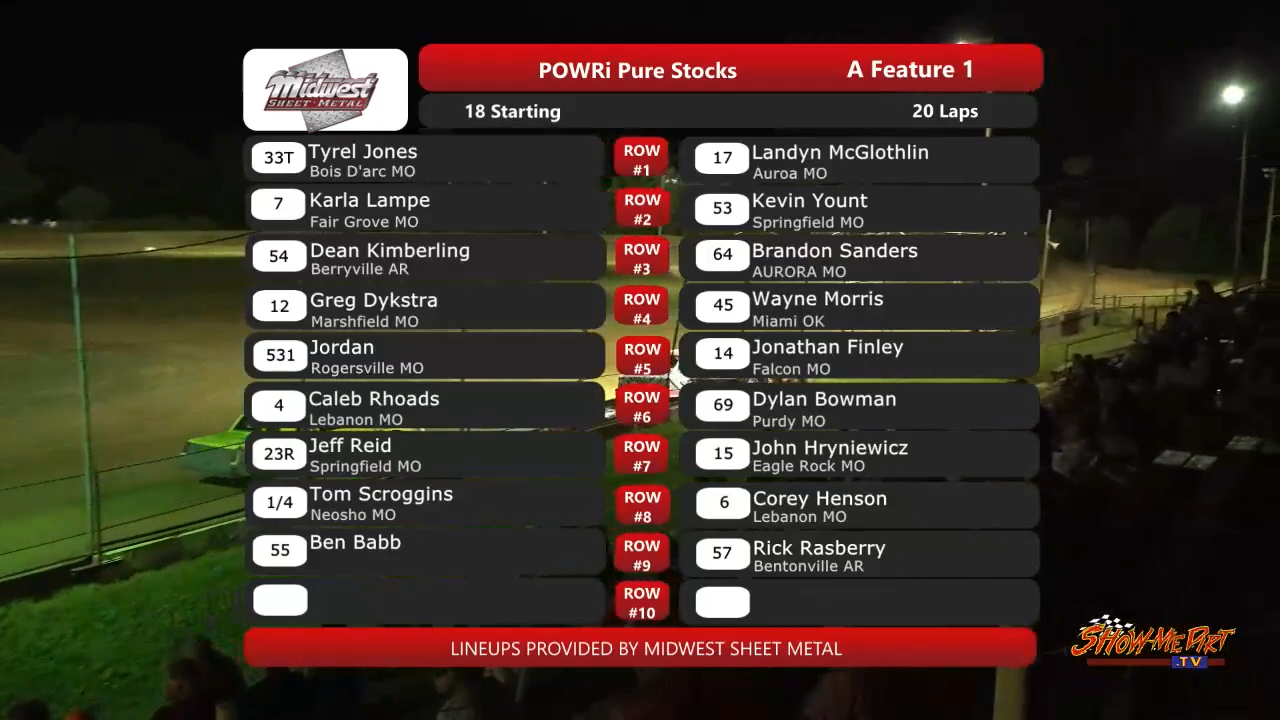 Midwest
SHEET METAL
POWRi Pure Stocks A Feature 1
18 Starting 20 Laps
33T Tyrel Jones ROW #1 17 Landyn McGlothlin
Bois D'arc MO Auroa MO
7 Karla Lampe ROW #2 53 Kevin Yount
Fair Grove MO Springfield MO
54 Dean Kimberling ROW #3 64 Brandon Sanders
Berryville AR AURORA MO
12 Greg Dykstra ROW #4 45 Wayne Morris
Marshfield MO Miami OK
531 Jordan ROW #5 14 Jonathan Finley
Rogersville MO Falcon MO
4 Caleb Rhoads ROW #6 69 Dylan Bowman
Lebanon MO Purdy MO
23R Jeff Reid ROW #7 15 John Hryniewicz
Springfield MO Eagle Rock MO
1/4 Tom Scroggins ROW #8 6 Corey Henson
Neosho MO Lebanon MO
55 Ben Babb ROW #9 57 Rick Rasberry
Bentonville AR
ROW #10
LINEUPS PROVIDED BY MIDWEST SHEET METAL
SHOW-ME DIRT
.TV